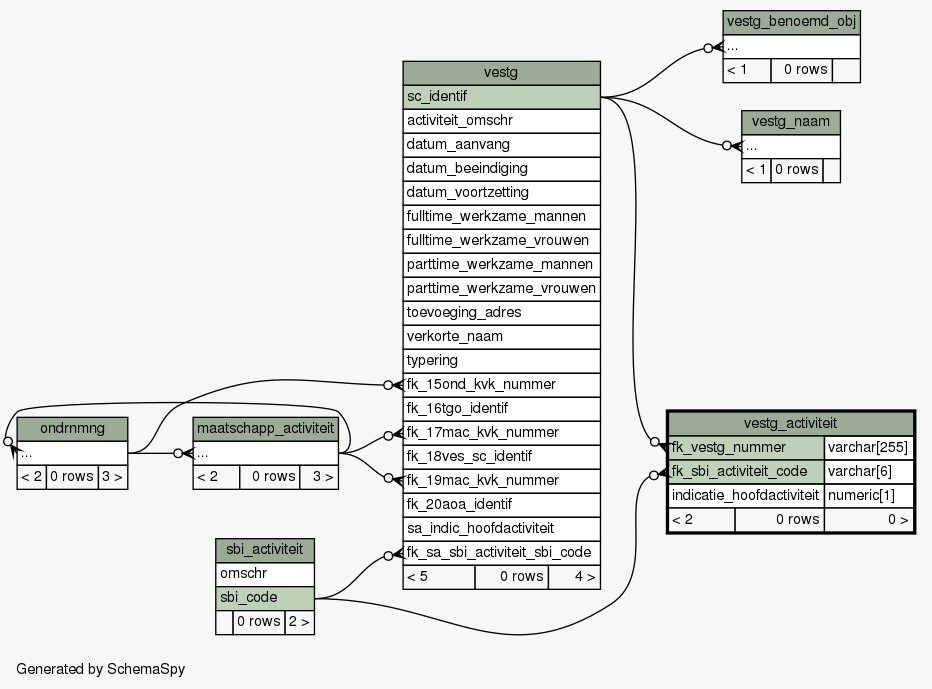 vestg_benoemd_obj
...
< 1 0 rows
vestg_naam
...
< 1 0 rows
vestg
sc_identif
activiteit_omschr
datum_aanvang
datum_beeindiging
datum_voortzetting
fulltime_werkzame_mannen
fulltime_werkzame_vrouwen
parttime_werkzame_mannen
parttime_werkzame_vrouwen
toevoeging_adres
verkorte_naam
typering
fk_15ond_kvk_nummer
fk_16tgo_identif
fk_17mac_kvk_nummer
fk_18ves_sc_identif
fk_19mac_kvk_nummer
fk_20aoa_identif
sa_indic_hoofdactiviteit
fk_sa_sbi_activiteit_sbi_code
< 5 0 rows 4 >
ondrnmng
...
< 2 0 rows 3 >
maatschapp_activiteit
...
< 2 0 rows 3 >
vestg_activiteit
fk_vestg_nummer varchar[255]
fk_sbi_activiteit_code varchar[6]
indicatie_hoofdactiviteit numeric[1]
< 2 0 rows 0 >
sbi_activiteit
omschr
sbi_code
0 rows 2 >
Generated by SchemaSpy